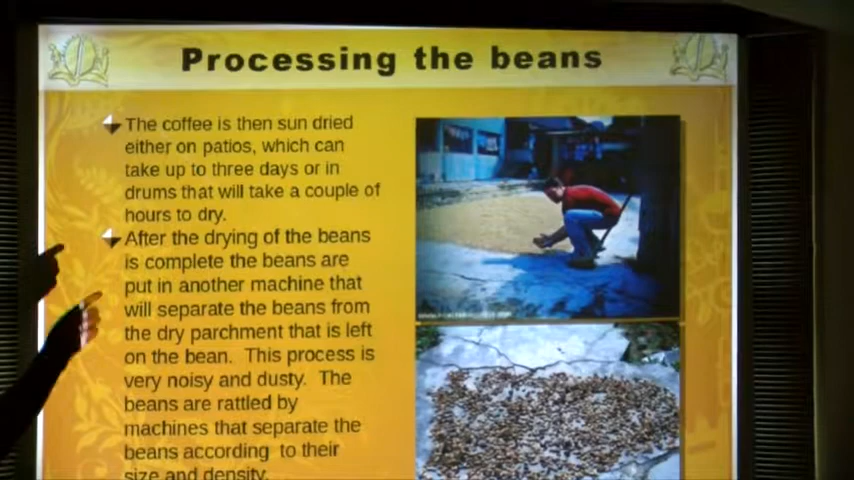 Processing the beans
The coffee is then sun dried
either on patios, which can
take up to three days or in
drums that will take a couple of
hours to dry.
After the drying of the beans
is complete the beans are
put in another machine that
will separate the beans from
the dry parchment that is left
on the bean. This process is
very noisy and dusty. The
beans are rattled by
machines that separate the
beans according to their
size and density.